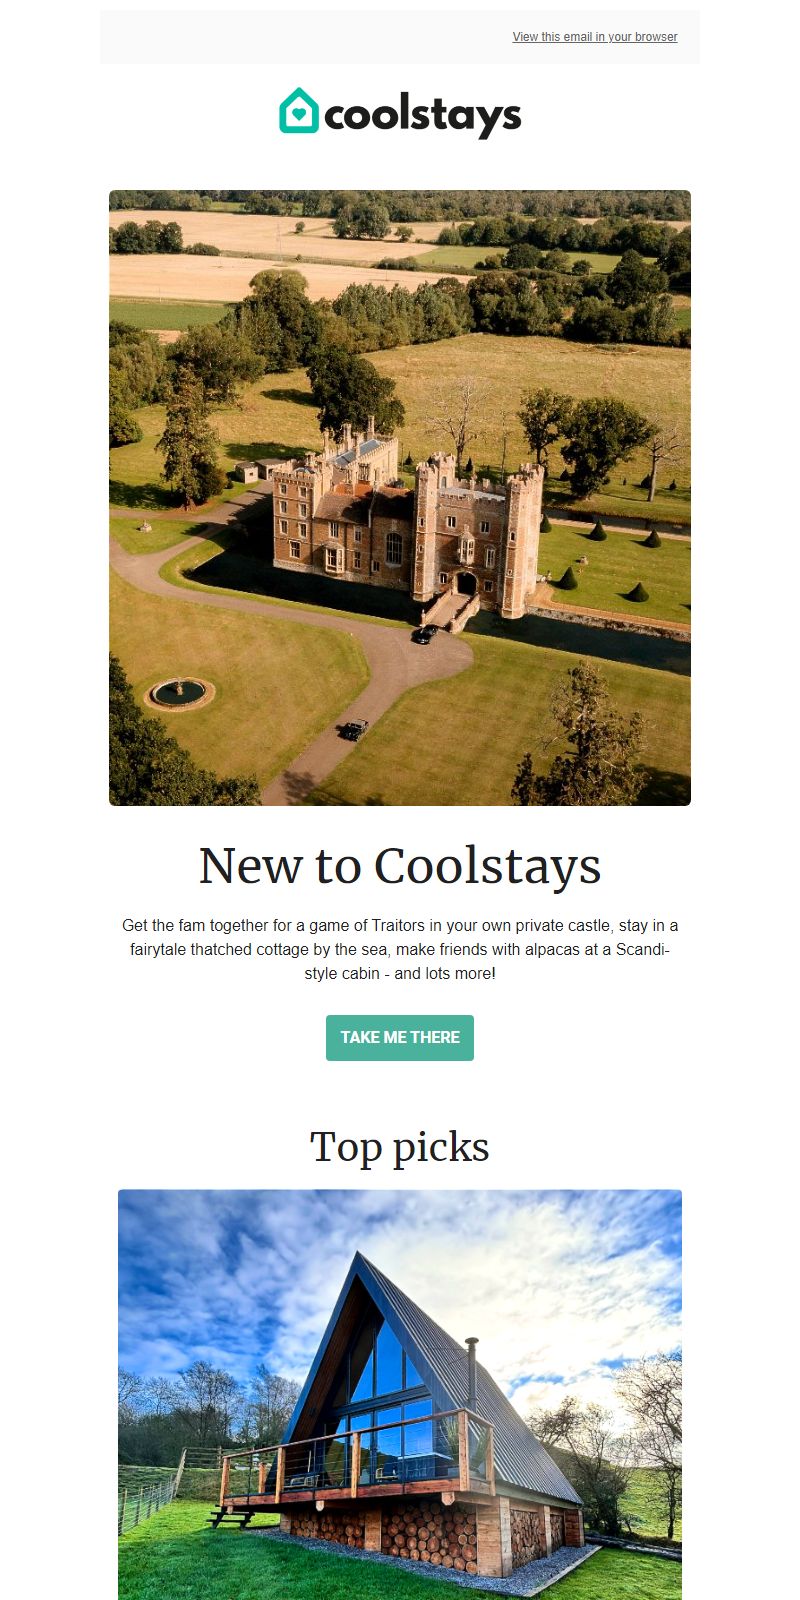 View this email in your browser
coolstays
New to Coolstays
Get the fam together for a game of Traitors in your own private castle, stay in a
fairytale thatched cottage by the sea, make friends with alpacas at a Scandi-
style cabin - and lots more!
TAKE ME THERE
Top picks